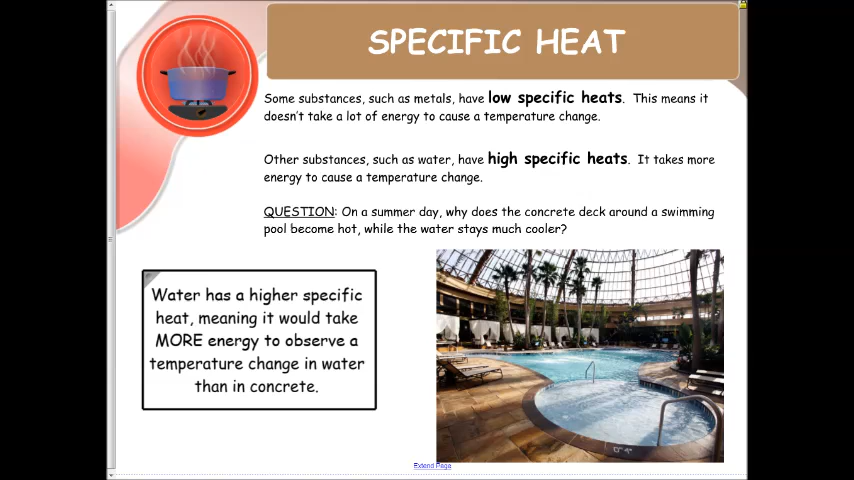 SPECIFIC HEAT
Some substances, such as metals, have low specific heats. This means it
doesn't take a lot of energy to cause a temperature change.
Other substances, such as water, have high specific heats. It takes more
energy to cause a temperature change.
QUESTION: On a summer day, why does the concrete deck around a swimming
pool become hot, while the water stays much cooler?
Water has a higher specific
heat, meaning it would take
MORE energy to observe a
temperature change in water
than in concrete.
Extend Page